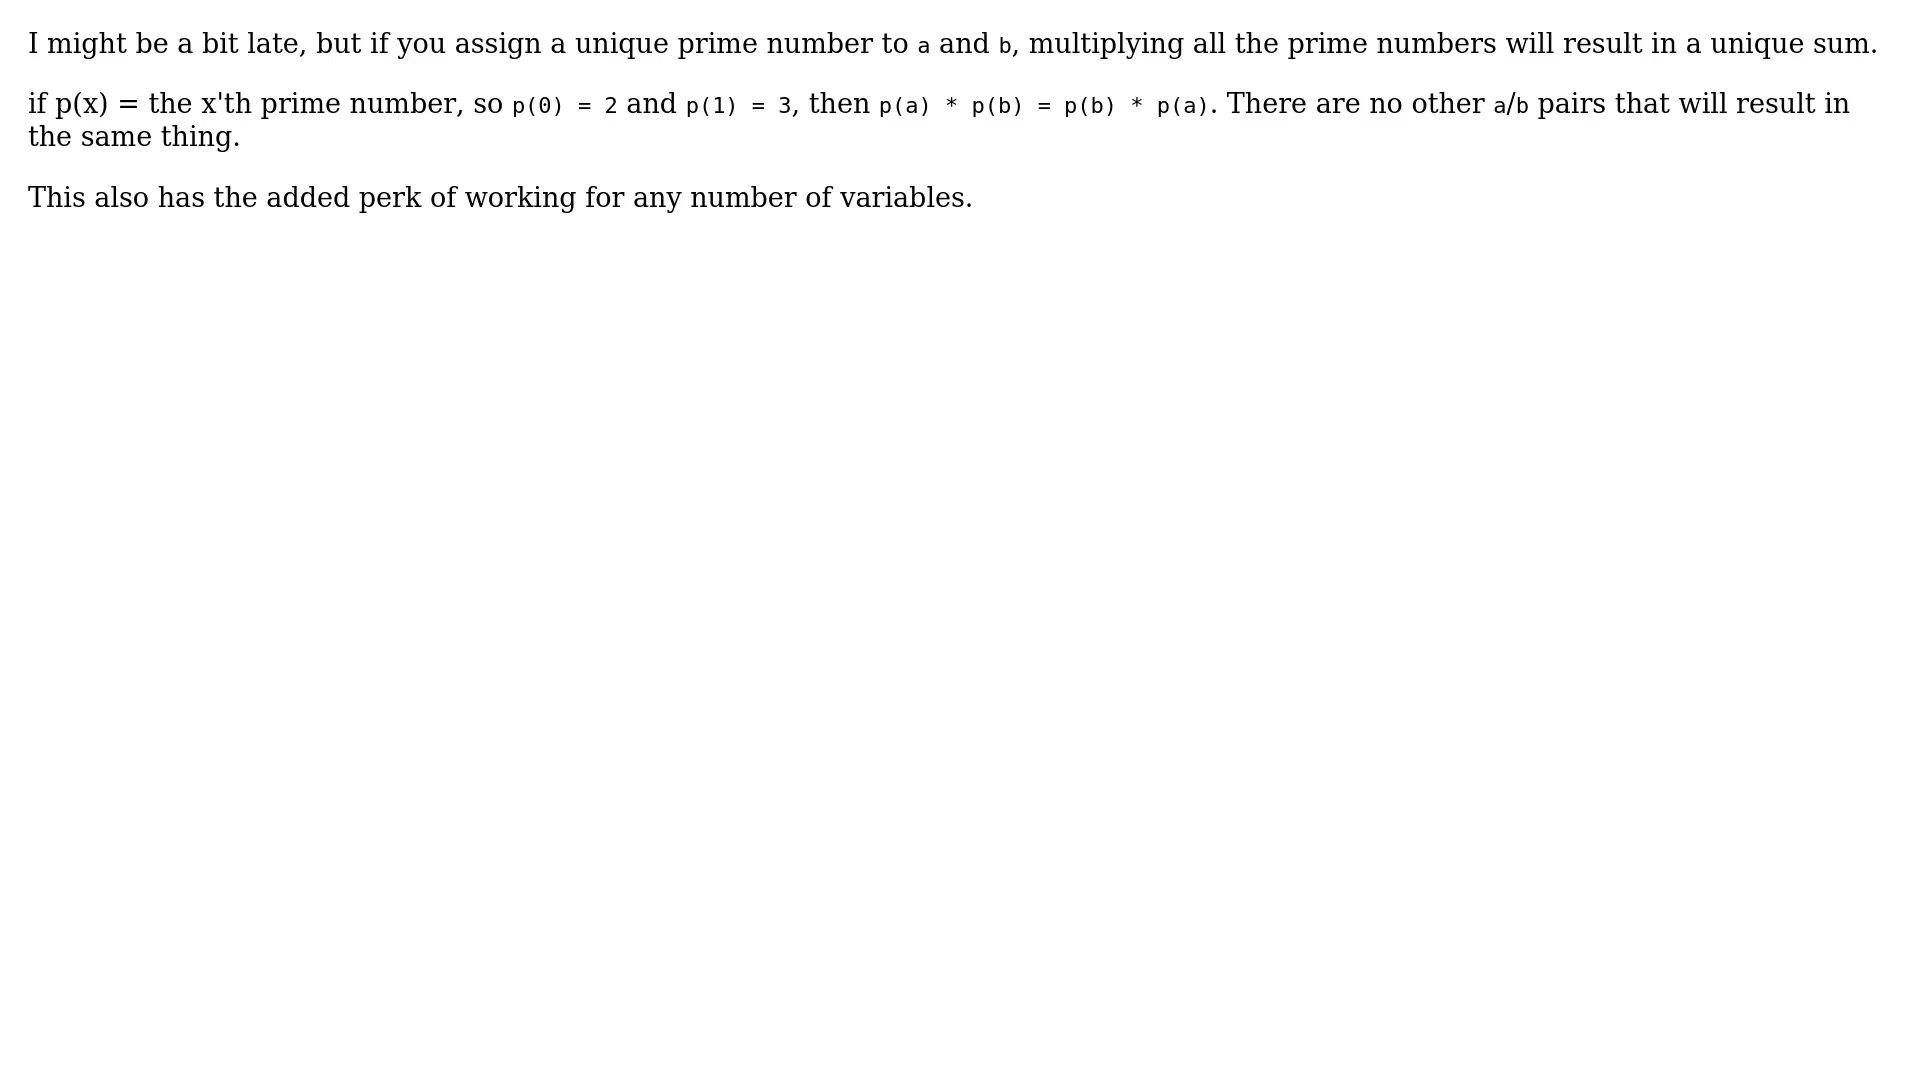 I might be a bit late, but if you assign a unique prime number to a and b, multiplying all the prime numbers will result in a unique sum.
if p(x) = the x'th prime number, so p(0) = 2 and p(1) = 3, then p(a) * p(b) = p(b) * p(a). There are no other a/b pairs that will result in
the same thing.
This also has the added perk of working for any number of variables.